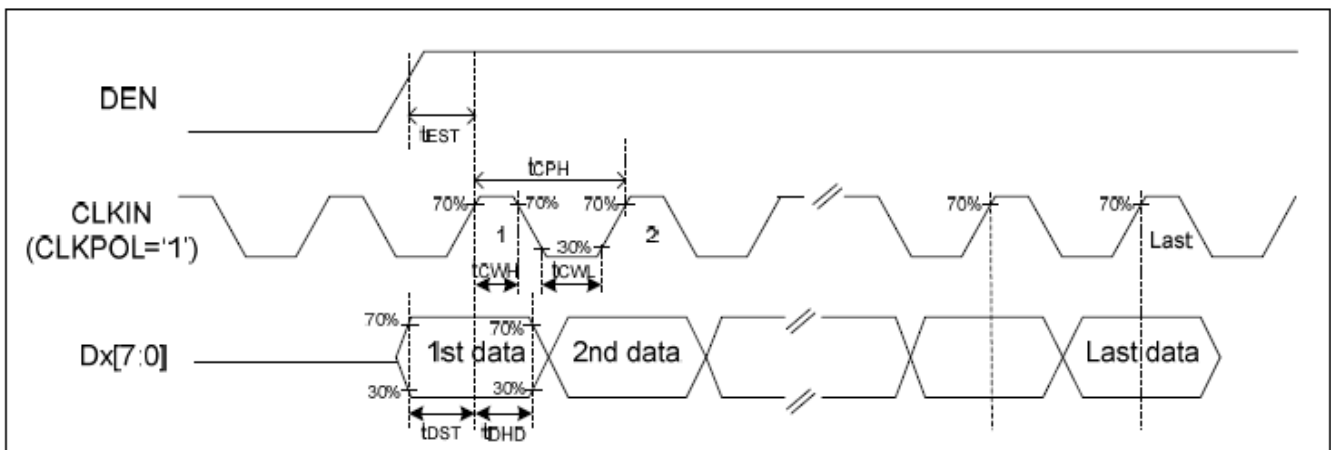 DEN
tEST
tCPH
CLKIN
(CLKPOL='1')
70%
70%
70%
70%
70%
1
2
Last
30%
tCWH
tCWL
Dx[7:0]
70%
70%
1st data
2nd data
Last data
30%
30%
tDST
tDHD